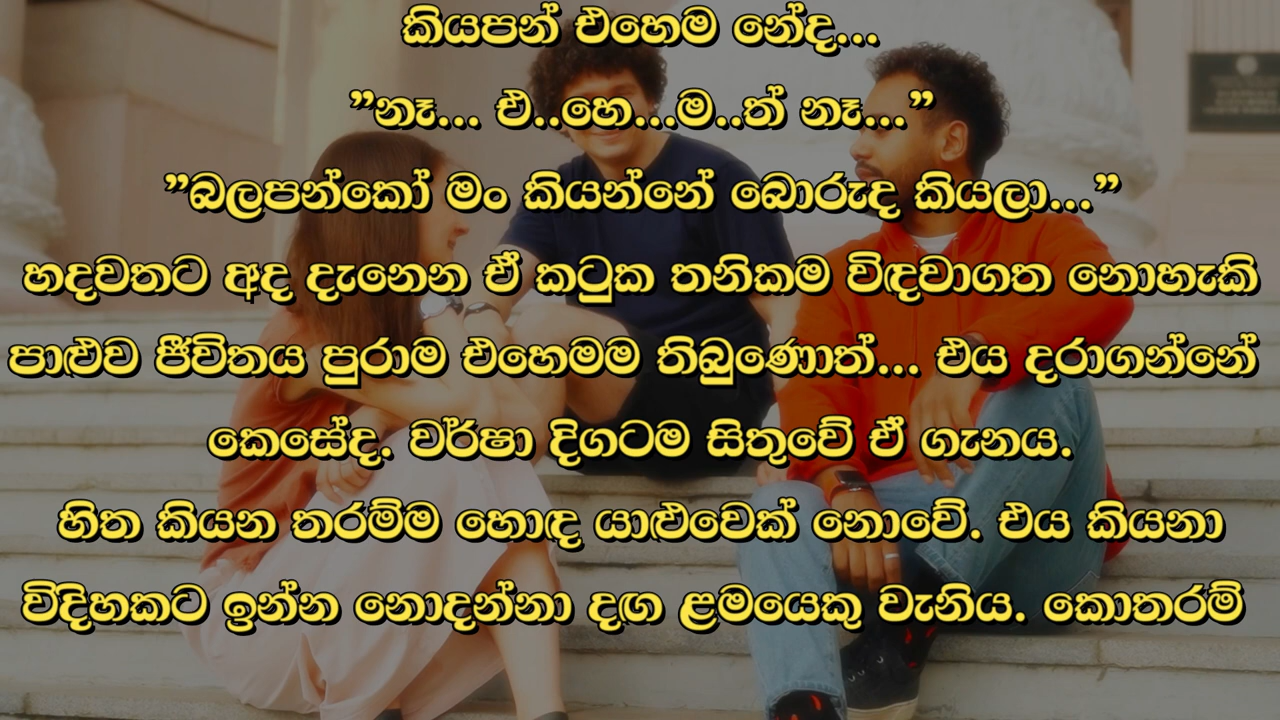 කියපන් එහෙම නේද...
”නෑ... එ..හෙ...ම..ත් නෑ...”
”බලපන්කෝ මං කියන්නේ බොරුද කියලා...”
හදවතට අද දැනෙන ඒ කටුක තනිකම විඳවාගත නොහැකි
පාළුව ජීවිතය පුරාම එහෙමම තිබුණොත්... එය දරාගන්නේ
කෙසේද. වර්ෂා දිගටම සිතුවේ ඒ ගැනය.
හිත කියන තරම්ම හොඳ යාළුවෙක් නොවේ. එය කියනා
විදිහකට ඉන්න නොදන්නා දඟ ළමයෙකු වැනිය. කොතරම්